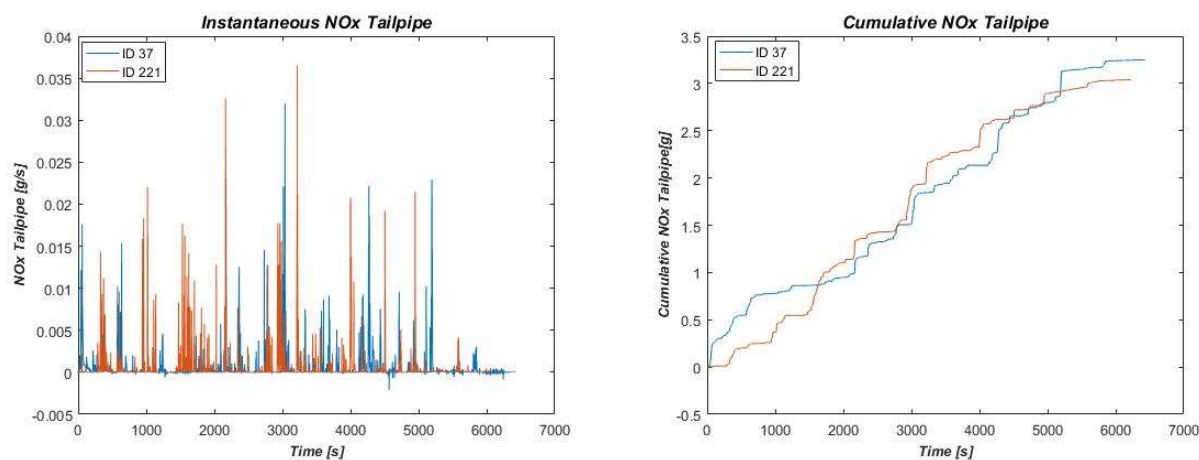 Instantaneous NOx Tailpipe
0.04
0.035
0.03
0.025
0.02
0.015
0.01
0.005
0
-0.005
NOx Tailpipe [g/s]
ID 37
ID 221
0 1000 2000 3000 4000 5000 6000 7000
Time [s]
Cumulative NOx Tailpipe
3.5
3
2.5
2
1.5
1
0.5
0
-0.5
Cumulative NOx Tailpipe[g]
ID 37
ID 221
0 1000 2000 3000 4000 5000 6000 7000
Time [s]